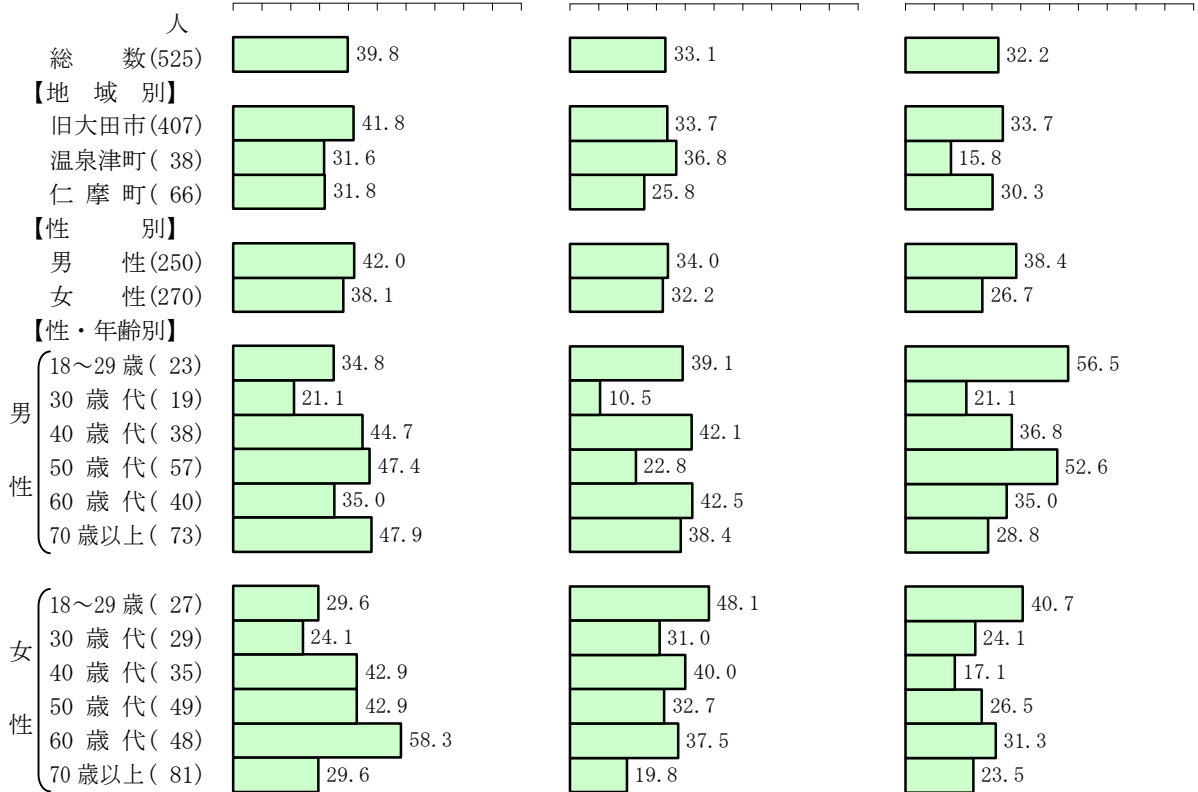 人
総　　数(525) 39.8 33.1 32.2
【地　域　別】
旧大田市(407) 41.8 33.7 33.7
温泉津町( 38) 31.6 36.8 15.8
仁 摩 町( 66) 31.8 25.8 30.3
【性　　　別】
男　　性(250) 42.0 34.0 38.4
女　　性(270) 38.1 32.2 26.7
【性・年齢別】
男性
18～29 歳( 23) 34.8 39.1 56.5
30 歳 代( 19) 21.1 10.5 21.1
40 歳 代( 38) 44.7 42.1 36.8
50 歳 代( 57) 47.4 22.8 52.6
60 歳 代( 40) 35.0 42.5 35.0
70 歳以上( 73) 47.9 38.4 28.8
女性
18～29 歳( 27) 29.6 48.1 40.7
30 歳 代( 29) 24.1 31.0 24.1
40 歳 代( 35) 42.9 40.0 17.1
50 歳 代( 49) 42.9 32.7 26.5
60 歳 代( 48) 58.3 37.5 31.3
70 歳以上( 81) 29.6 19.8 23.5